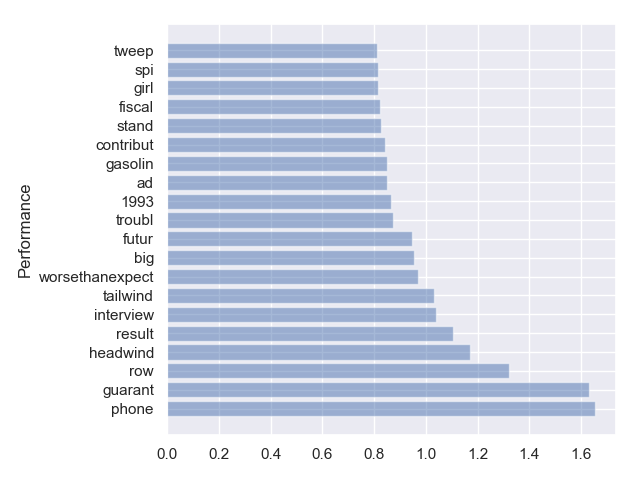 tweep
spi
girl
fiscal
stand
contribut
gasolin
ad
1993
troubl
futur
big
worsethanexpect
tailwind
interview
result
headwind
row
guarant
phone
Performance
0.0 0.2 0.4 0.6 0.8 1.0 1.2 1.4 1.6